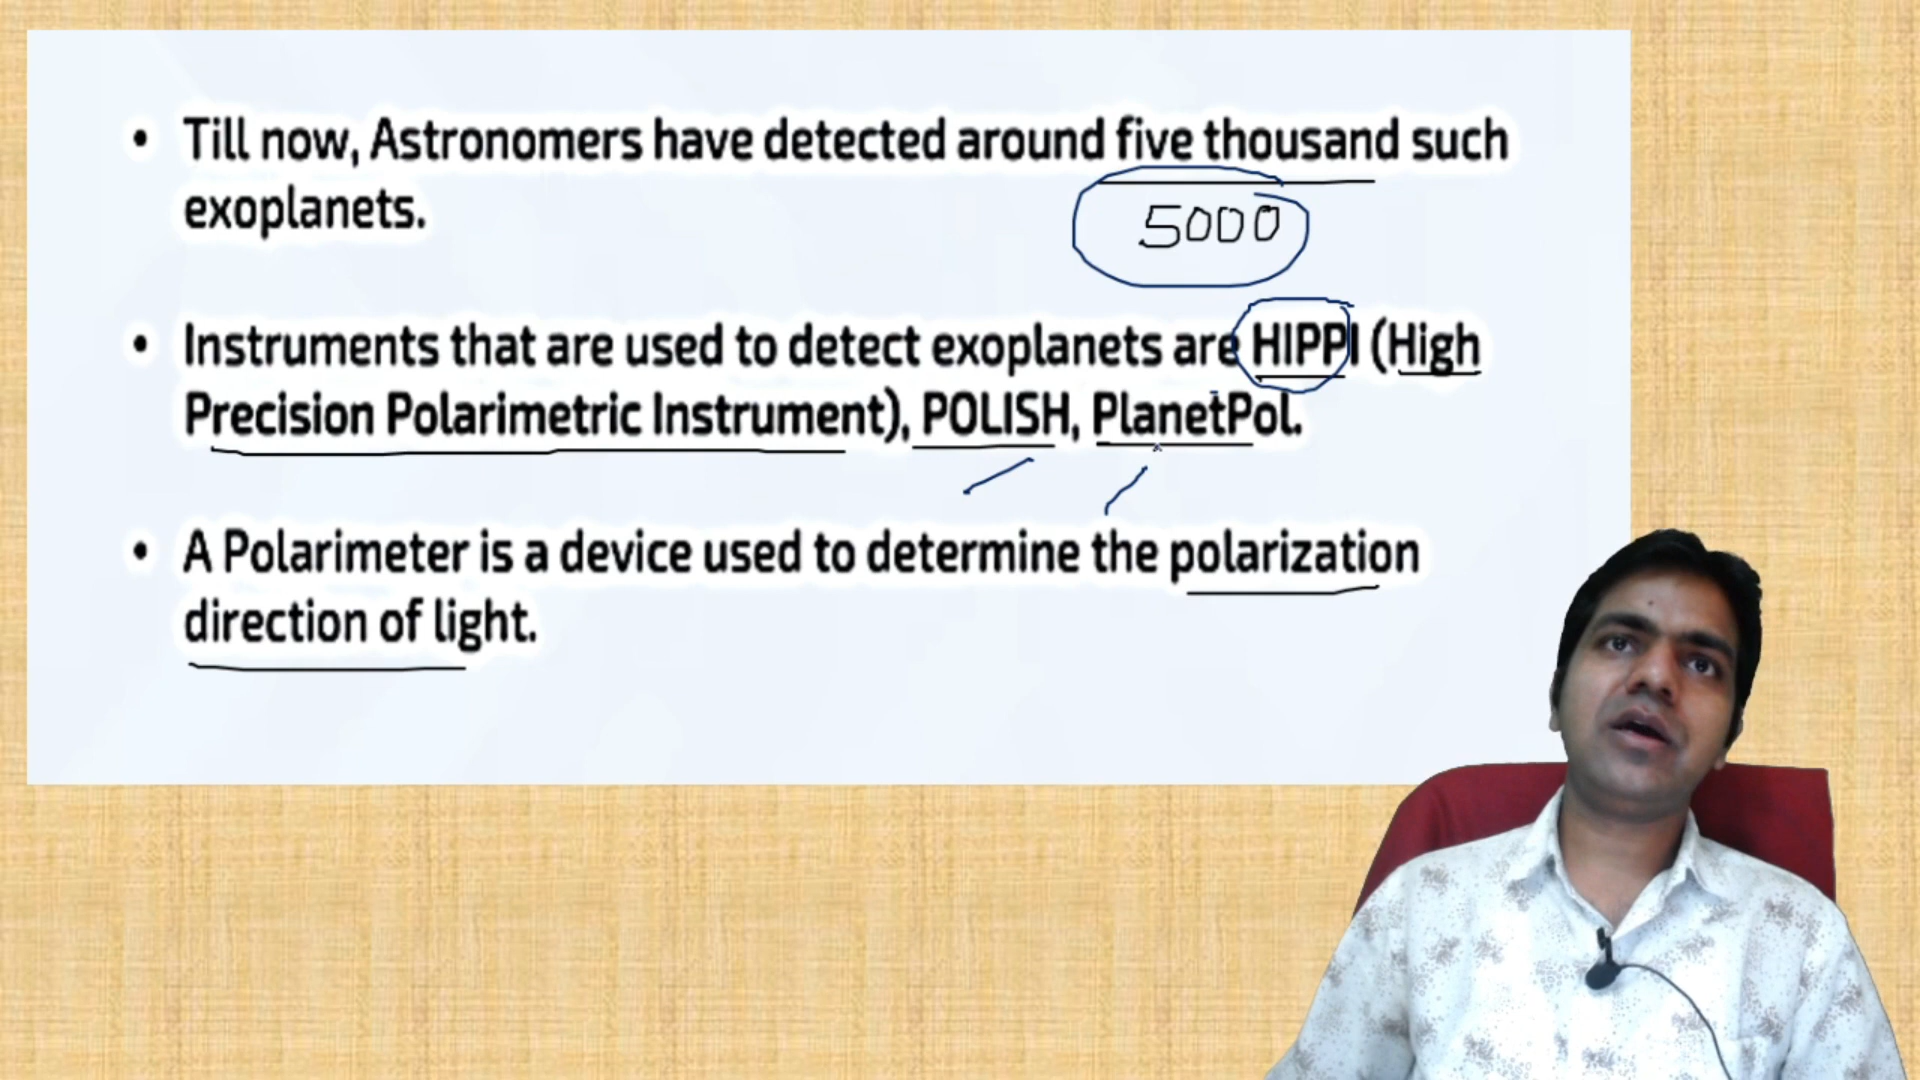 • Till now, Astronomers have detected around five thousand such
exoplanets.
5000
• Instruments that are used to detect exoplanets are HIPPI (High
Precision Polarimetric Instrument), POLISH, PlanetPol.
• A Polarimeter is a device used to determine the polarization
direction of light.